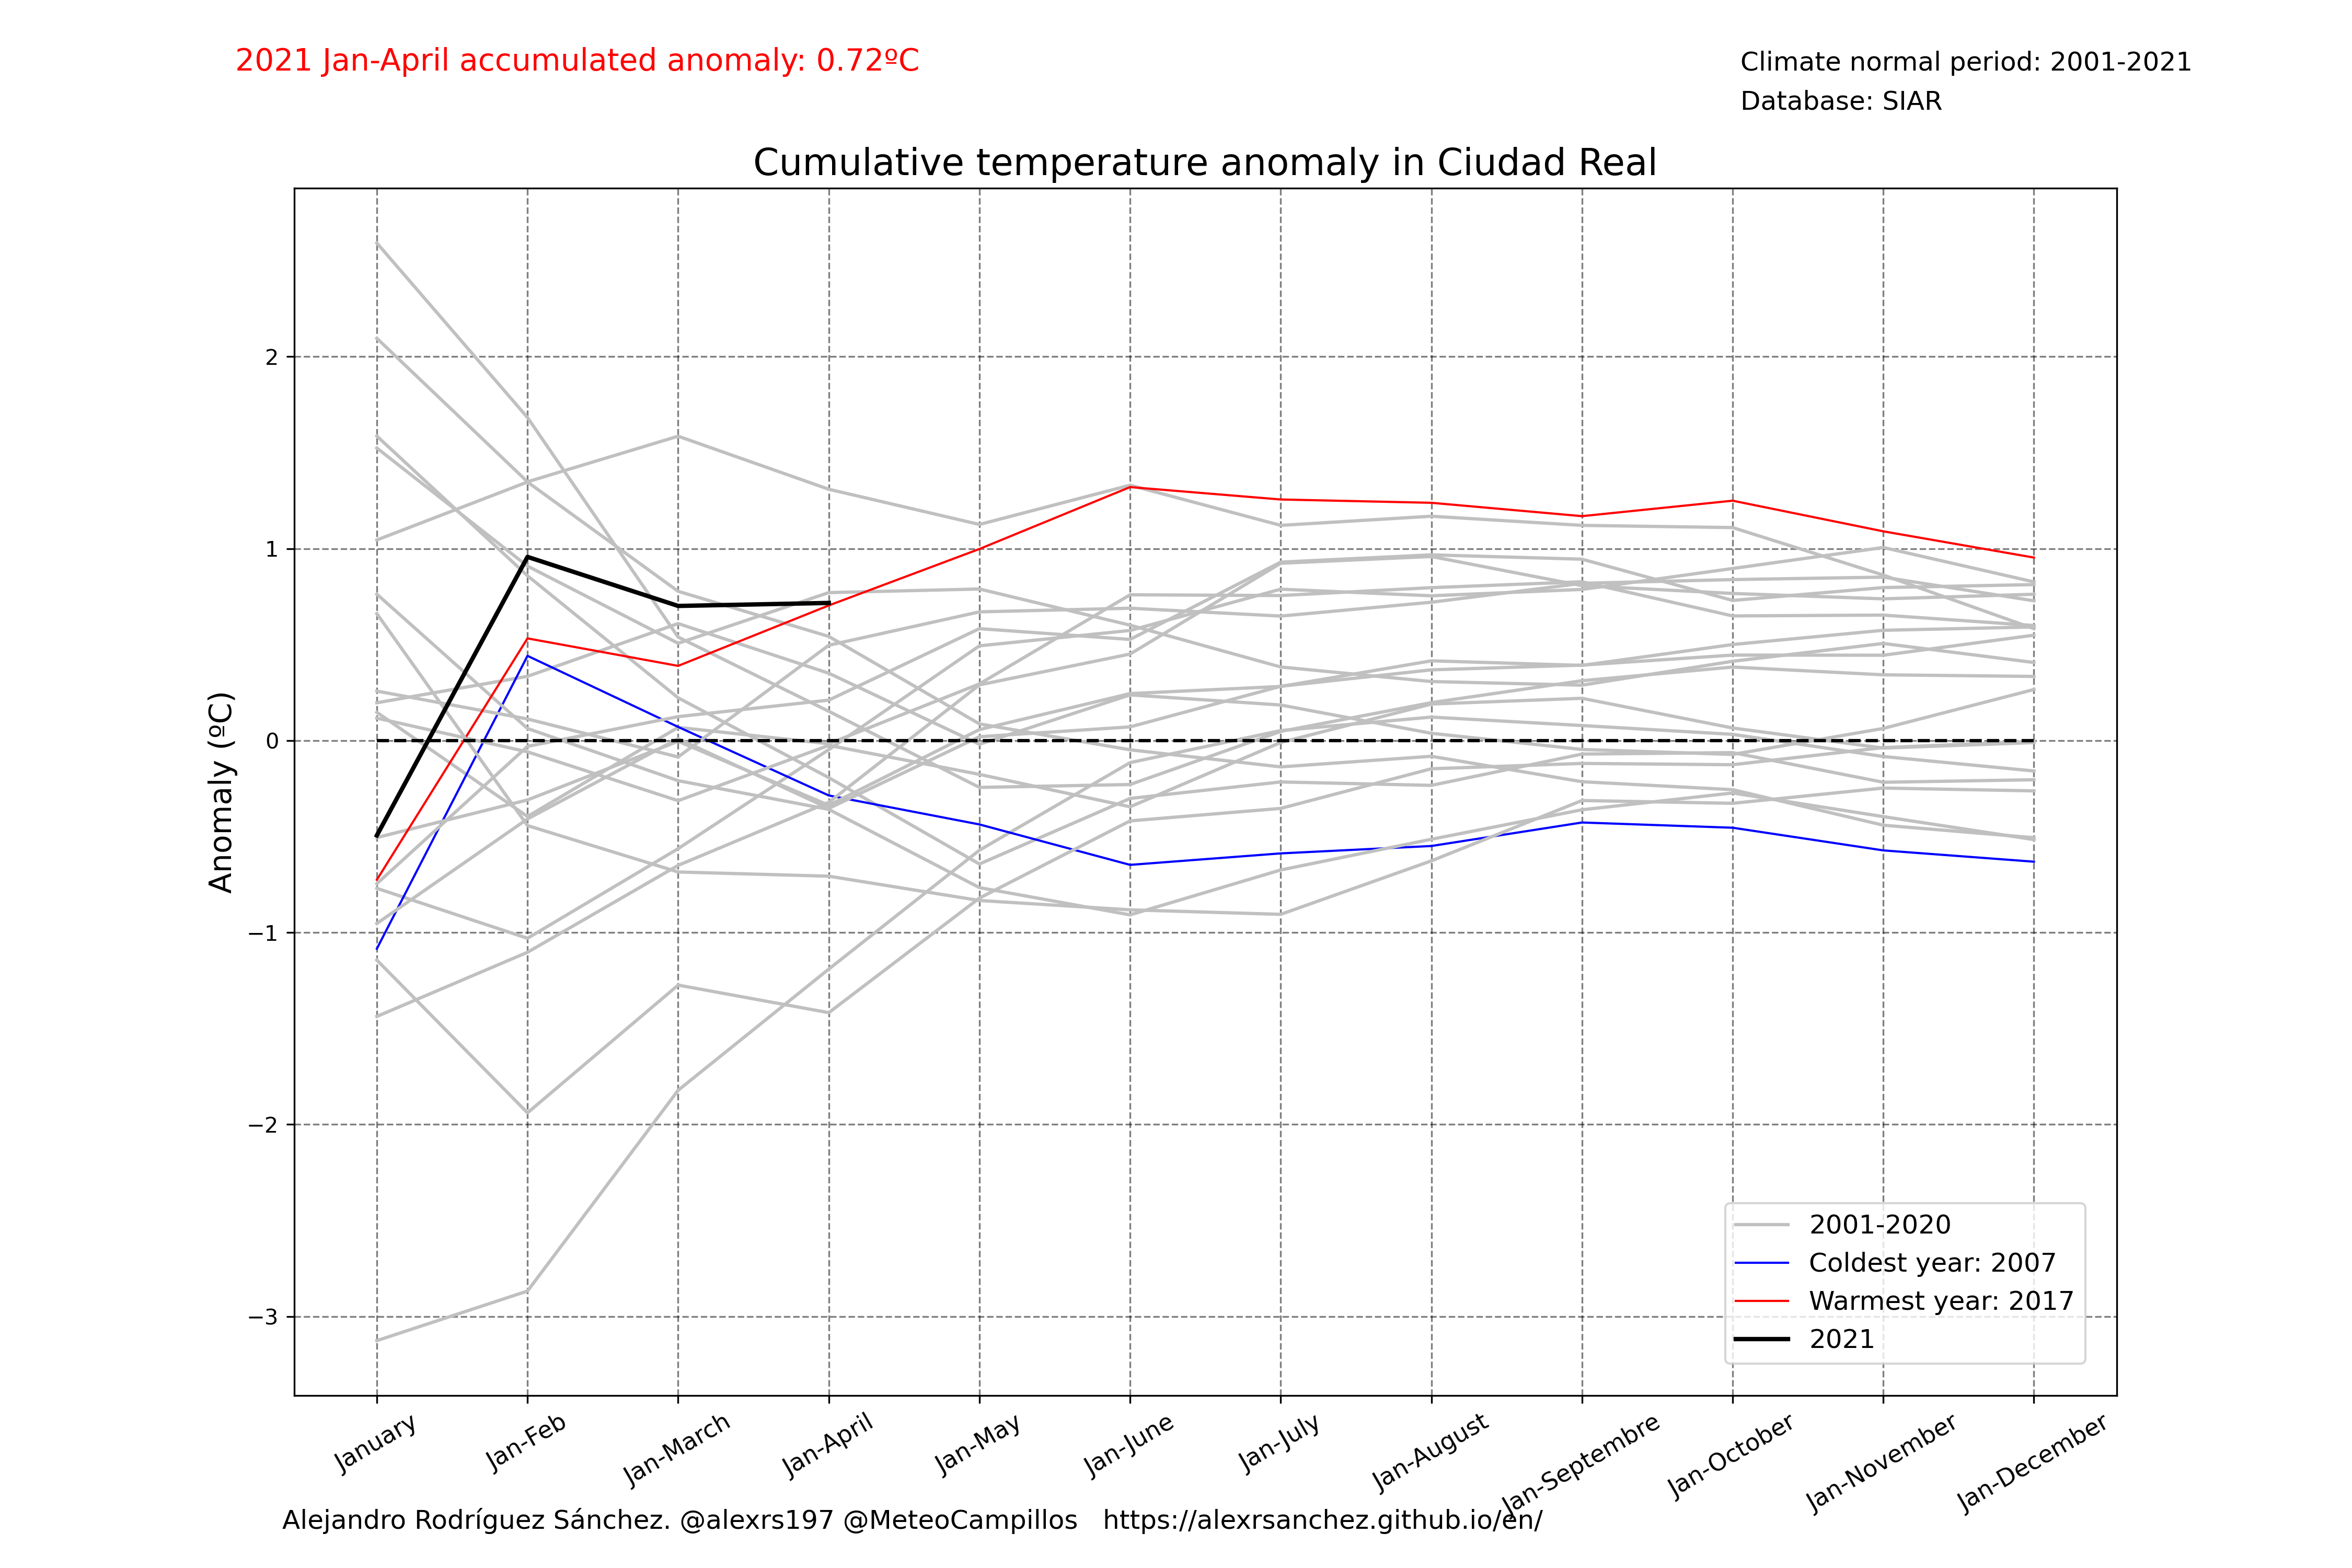 2021 Jan-April accumulated anomaly: 0.72ºC
Climate normal period: 2001-2021
Database: SIAR
Cumulative temperature anomaly in Ciudad Real
Anomaly (ºC)
2
1
0
−1
−2
−3
2001-2020
Coldest year: 2007
Warmest year: 2017
2021
January
Jan-Feb
Jan-March
Jan-April
Jan-May
Jan-June
Jan-July
Jan-August
Jan-Septembre
Jan-October
Jan-November
Jan-December
Alejandro Rodríguez Sánchez. @alexrs197 @MeteoCampillos https://alexrsanchez.github.io/en/